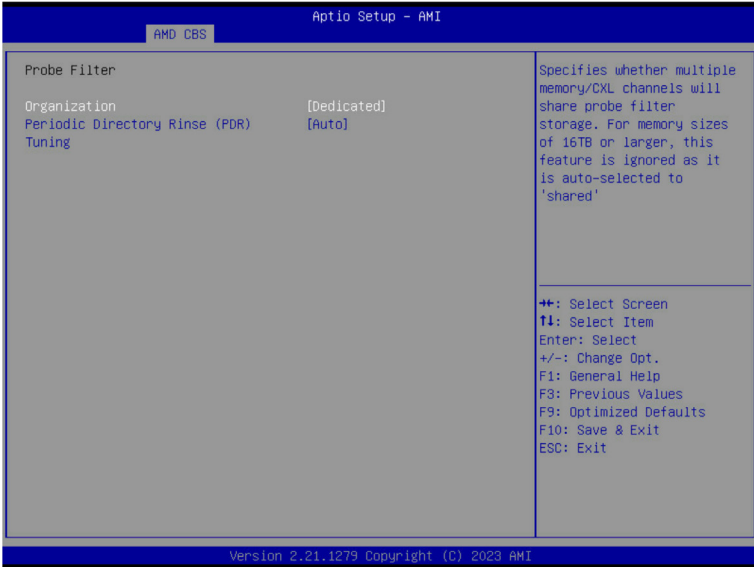 Aptio Setup – AMI
AMD CBS
Probe Filter
Organization [Dedicated]
Periodic Directory Rinse (PDR) [Auto]
Tuning
Specifies whether multiple
memory/CXL channels will
share probe filter
storage. For memory sizes
of 16TB or larger, this
feature is ignored as it
is auto-selected to
'shared'
→←: Select Screen
↑↓: Select Item
Enter: Select
+/-: Change Opt.
F1: General Help
F3: Previous Values
F9: Optimized Defaults
F10: Save & Exit
ESC: Exit
Version 2.21.1279 Copyright (C) 2023 AMI